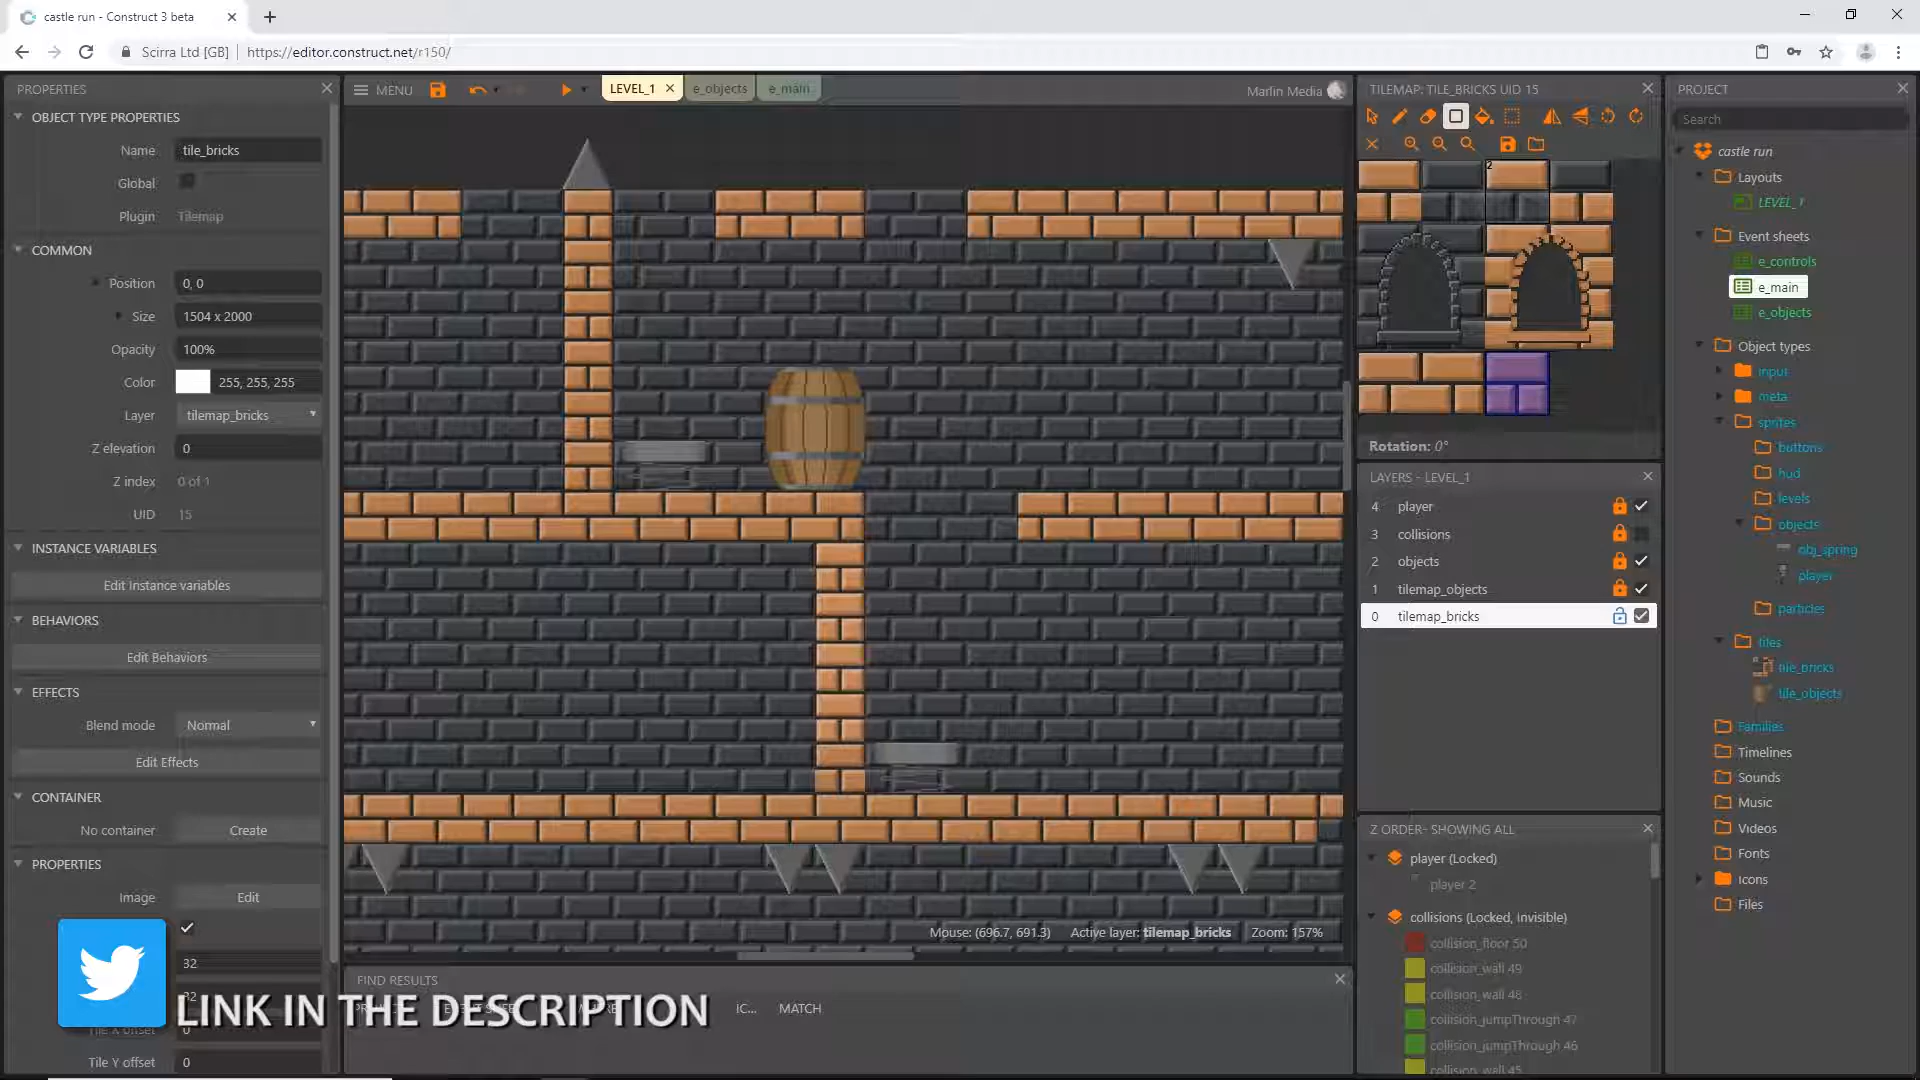 castle run - Construct 3 beta
Scirra Ltd [GB]
https://editor.construct.net/r150/
PROPERTIES
OBJECT TYPE PROPERTIES
Name tile_bricks
Global
Plugin Tilemap
COMMON
Position 0, 0
Size 1504 x 2000
Opacity 100%
Color 255, 255, 255
Layer tilemap_bricks
Z elevation 0
Z index 0 of 1
UID 15
INSTANCE VARIABLES
Edit Instance variables
BEHAVIORS
Edit Behaviors
EFFECTS
Blend mode Normal
Edit Effects
CONTAINER
No container Create
PROPERTIES
Image Edit
32
32
Tile X offset 0
Tile Y offset 0
LINK IN THE DESCRIPTION
MENU
LEVEL_1
e_objects
e_main
Marlin Media
Mouse: (696.7, 691.3)
Active layer: tilemap_bricks
Zoom: 157%
FIND RESULTS
IC...
MATCH
TILEMAP: TILE_BRICKS UID 15
2
Rotation: 0°
LAYERS - LEVEL_1
4 player
3 collisions
2 objects
1 tilemap_objects
0 tilemap_bricks
Z ORDER- SHOWING ALL
player (Locked)
player 2
collisions (Locked, Invisible)
collision_floor 50
collision_wall 49
collision_wall 48
collision_jumpThrough 47
collision_jumpThrough 46
collision_wall 45
PROJECT
Search
castle run
Layouts
LEVEL_1
Event sheets
e_controls
e_main
e_objects
Object types
input
meta
sprites
buttons
hud
levels
objects
obj_spring
player
particles
tiles
tile_bricks
tile_objects
Families
Timelines
Sounds
Music
Videos
Fonts
Icons
Files